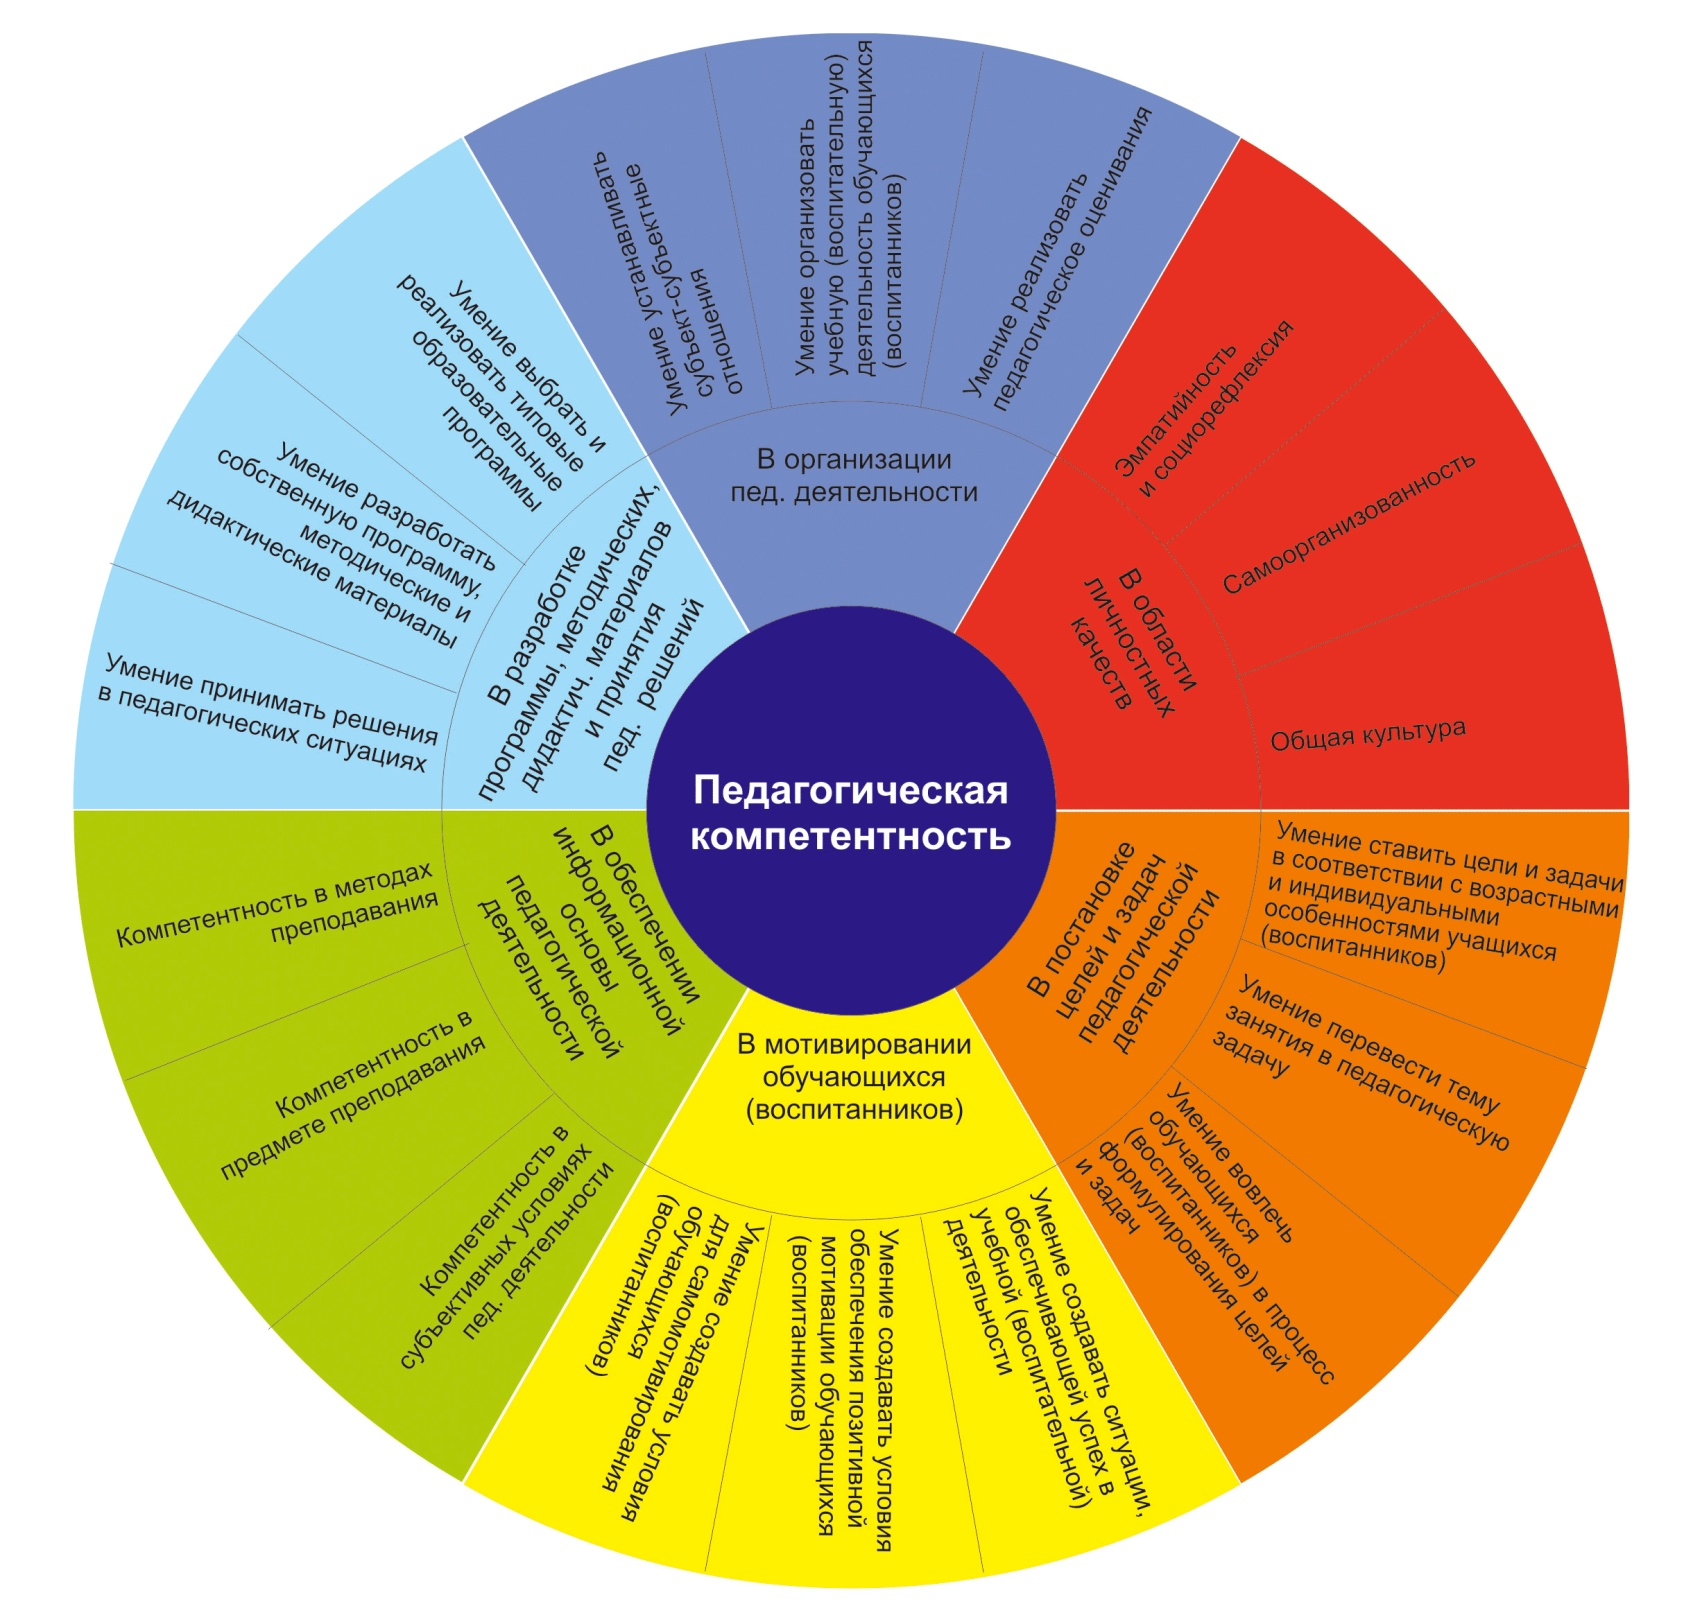 Педагогическая
компетентность
В организации
пед. деятельности
Умение устанавливать
субъект-субъектные
отношения
Умение организовать
учебную (воспитательную)
деятельность обучающихся
(воспитанников)
Умение реализовать
педагогическое оценивания
В области
личностных
качеств
Эмпатийность
и социорефлексия
Самоорганизованность
Общая культура
В постановке
целей и задач
педагогической
деятельности
Умение ставить цели и задачи
в соответствии с возрастными
и индивидуальными
особенностями учащихся
(воспитанников)
Умение перевести тему
занятия в педагогическую
задачу
Умение вовлечь
обучающихся
(воспитанников) в процесс
формулирования целей
и задач
В мотивировании
обучающихся
(воспитанников)
Умение создавать ситуации,
обеспечивающей успех в
учебной (воспитательной)
деятельности
Умение создавать условия
обеспечения позитивной
мотивации обучающихся
(воспитанников)
Умение создавать условия
для самомотивирования
обучающихся
(воспитанников)
В обеспечении
информационной
основы
педагогической
деятельности
Компетентность в
субъективных условиях
пед. деятельности
Компетентность в
предмете преподавания
Компетентность в методах
преподавания
В разработке
программы, методических,
дидактич. материалов
и принятия
пед. решений
Умение принимать решения
в педагогических ситуациях
Умение разработать
собственную программу,
методические и
дидактические материалы
Умение выбрать и
реализовать типовые
образовательные
программы